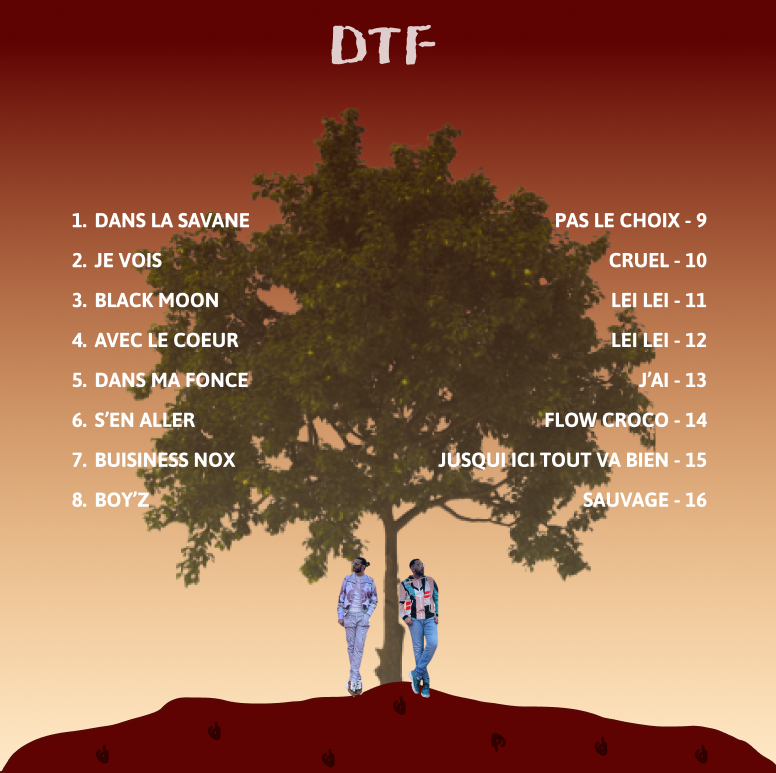 DTF
1. DANS LA SAVANE
2. JE VOIS
3. BLACK MOON
4. AVEC LE COEUR
5. DANS MA FONCE
6. S'EN ALLER
7. BUISINESS NOX
8. BOY'Z
PAS LE CHOIX - 9
CRUEL - 10
LEI LEI - 11
LEI LEI - 12
J'AI - 13
FLOW CROCO - 14
JUSQU'ICI TOUT VA BIEN - 15
SAUVAGE - 16